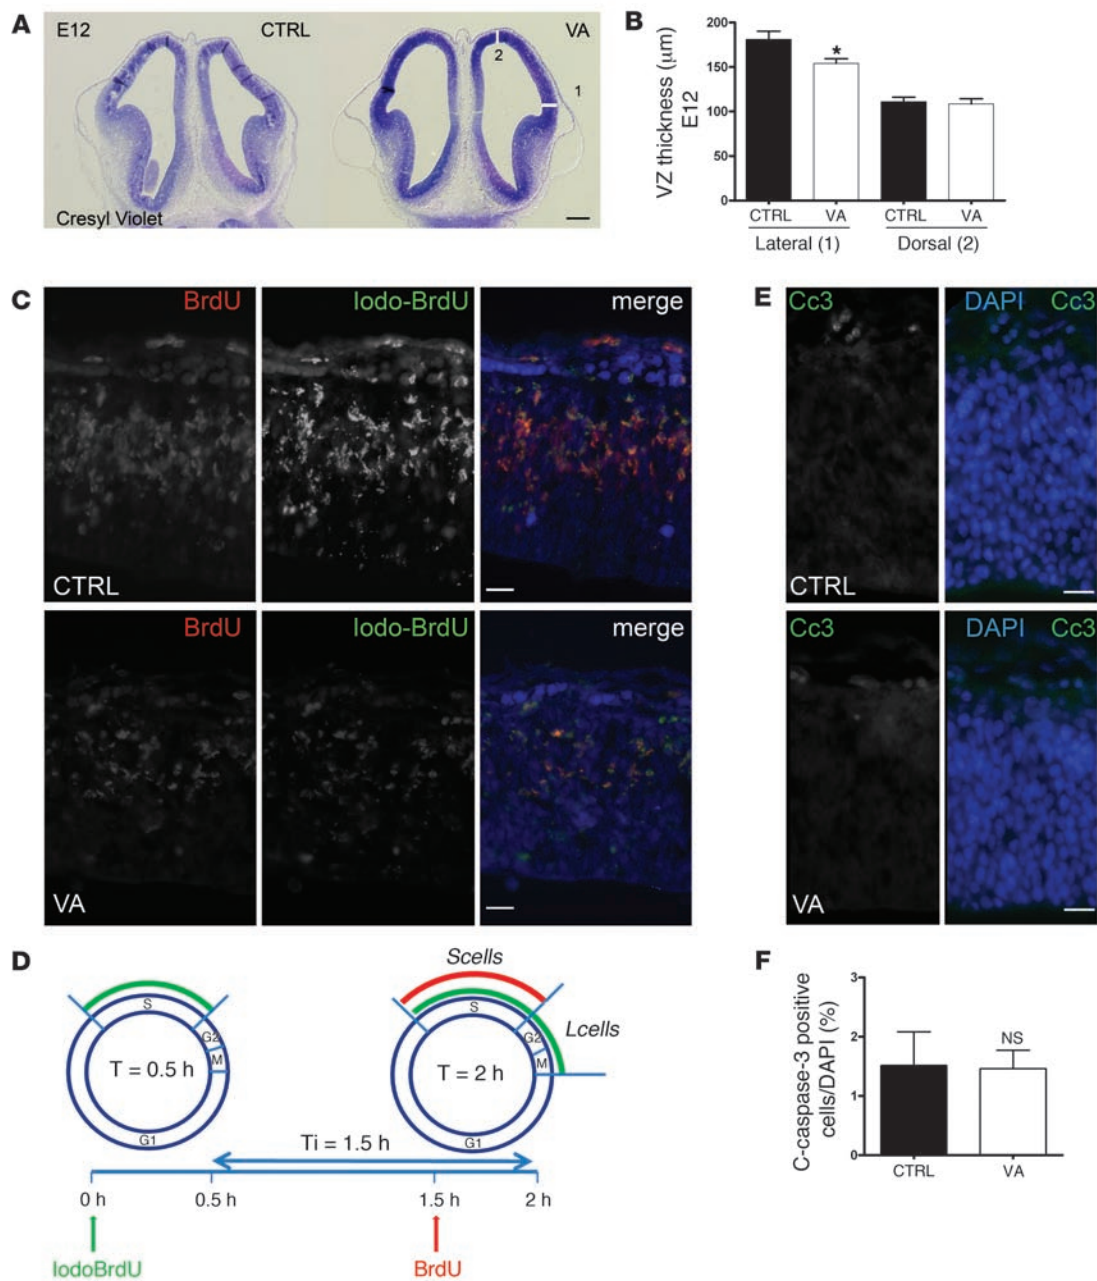 A
E12
CTRL
VA
2
1
Cresyl Violet
B
VZ thickness (µm)
E12
200
150
100
50
0
*
CTRL
VA
CTRL
VA
Lateral (1)
Dorsal (2)
C
BrdU
Iodo-BrdU
merge
CTRL
BrdU
Iodo-BrdU
merge
VA
E
Cc3
DAPI Cc3
CTRL
Cc3
DAPI Cc3
VA
D
S
G2
M
T = 0.5 h
G1
Scells
S
Lcells
G2
M
T = 2 h
G1
Ti = 1.5 h
0 h
0.5 h
1.5 h
2 h
IodoBrdU
BrdU
F
C-caspase-3 positive
cells/DAPI (%)
3
2
1
0
NS
CTRL
VA